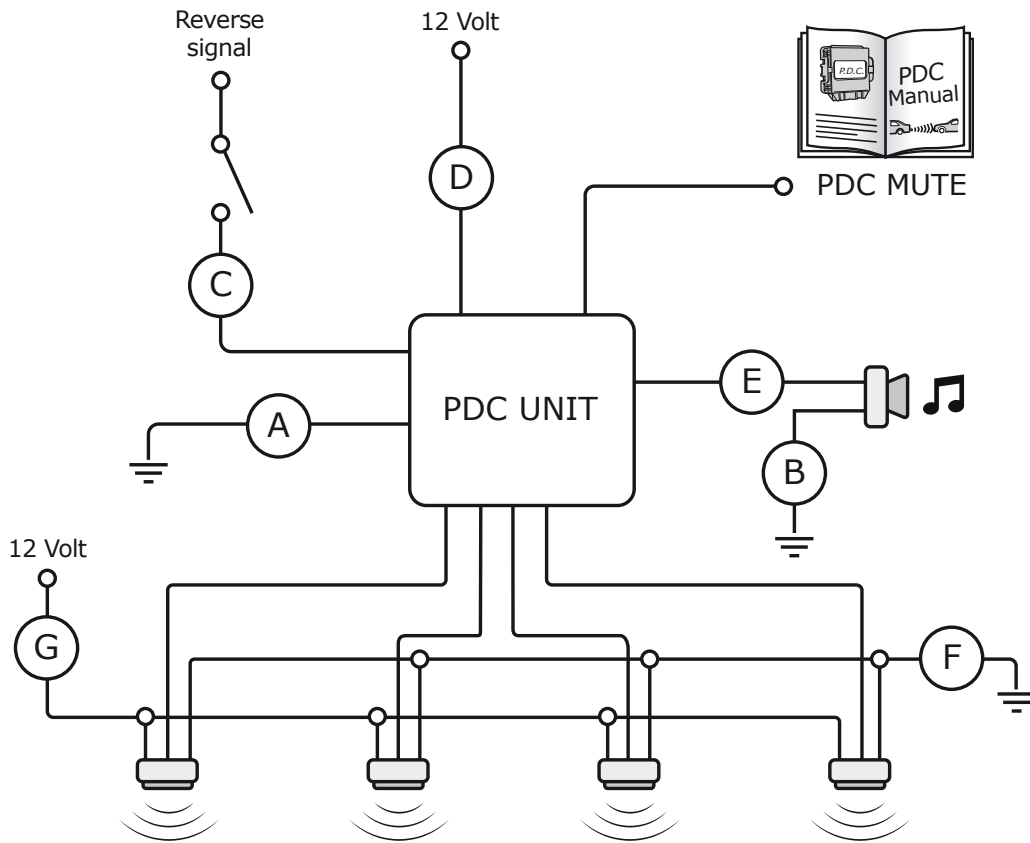 Reverse
signal
12 Volt
P.D.C.
PDC
Manual
D
PDC MUTE
C
E
PDC UNIT
A
B
12 Volt
G
F